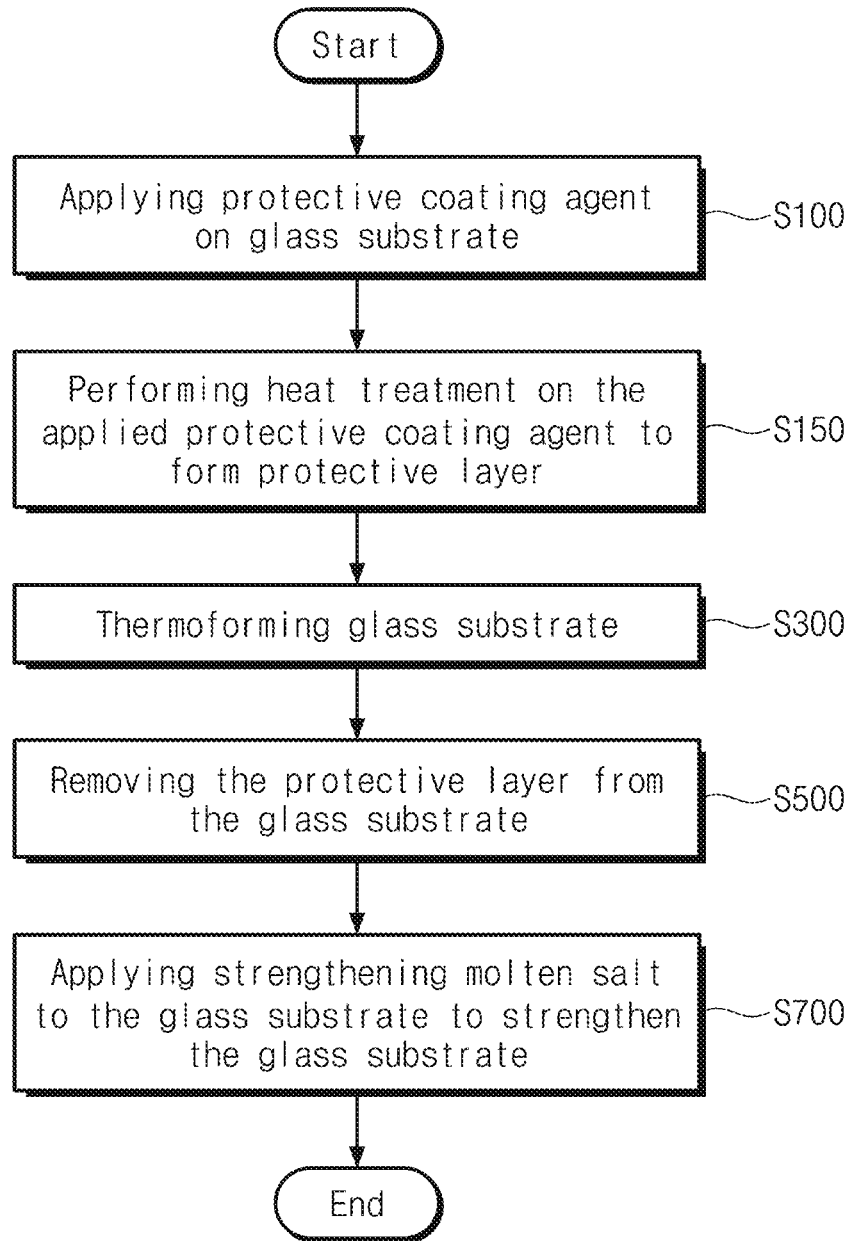 Start
Applying protective coating agent
on glass substrate
S100
Performing heat treatment on the
applied protective coating agent to
form protective layer
S150
Thermoforming glass substrate
S300
Removing the protective layer from
the glass substrate
S500
Applying strengthening molten salt
to the glass substrate to strengthen
the glass substrate
S700
End